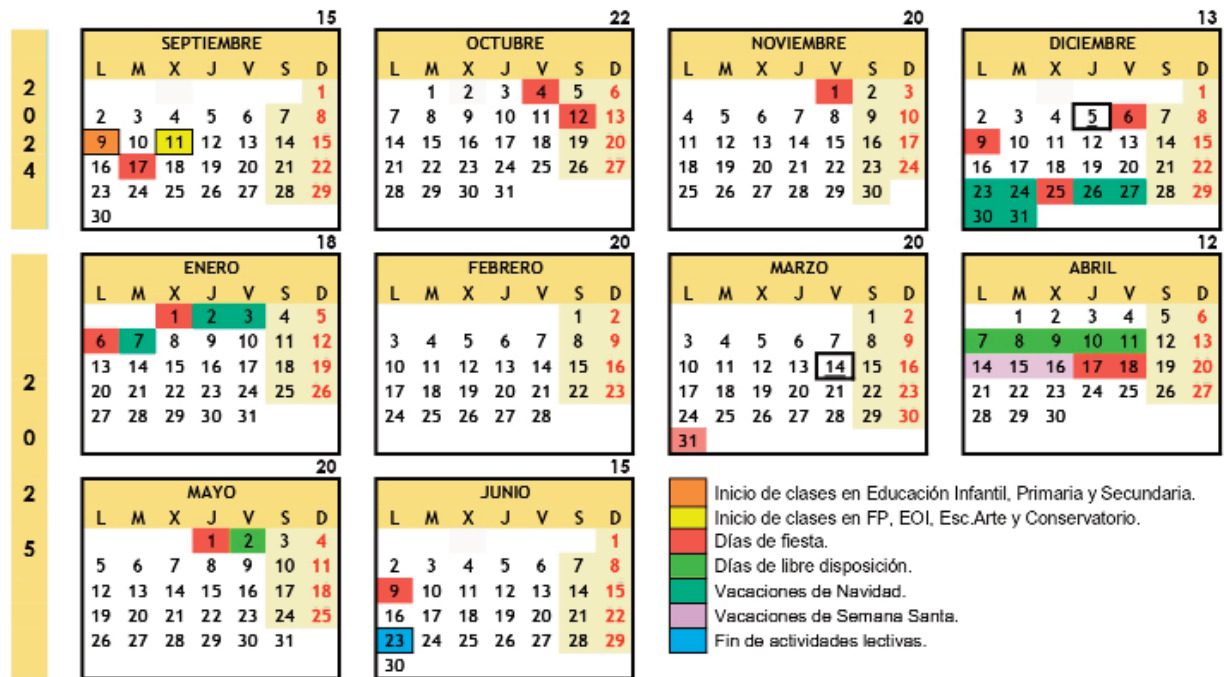 15 22 20 13
2
0
2
4
SEPTIEMBRE
L M X J V S D
1
2 3 4 5 6 7 8
9 10 11 12 13 14 15
16 17 18 19 20 21 22
23 24 25 26 27 28 29
30
OCTUBRE
L M X J V S D
1 2 3 4 5 6
7 8 9 10 11 12 13
14 15 16 17 18 19 20
21 22 23 24 25 26 27
28 29 30 31
NOVIEMBRE
L M X J V S D
1 2 3
4 5 6 7 8 9 10
11 12 13 14 15 16 17
18 19 20 21 22 23 24
25 26 27 28 29 30
DICIEMBRE
L M X J V S D
1
2 3 4 5 6 7 8
9 10 11 12 13 14 15
16 17 18 19 20 21 22
23 24 25 26 27 28 29
30 31
18 20 20 12
2
0
2
5
ENERO
L M X J V S D
1 2 3 4 5
6 7 8 9 10 11 12
13 14 15 16 17 18 19
20 21 22 23 24 25 26
27 28 29 30 31
FEBRERO
L M X J V S D
1 2
3 4 5 6 7 8 9
10 11 12 13 14 15 16
17 18 19 20 21 22 23
24 25 26 27 28
MARZO
L M X J V S D
1 2
3 4 5 6 7 8 9
10 11 12 13 14 15 16
17 18 19 20 21 22 23
24 25 26 27 28 29 30
31
ABRIL
L M X J V S D
1 2 3 4 5 6
7 8 9 10 11 12 13
14 15 16 17 18 19 20
21 22 23 24 25 26 27
28 29 30
20 15
MAYO
L M X J V S D
1 2 3 4
5 6 7 8 9 10 11
12 13 14 15 16 17 18
19 20 21 22 23 24 25
26 27 28 29 30 31
JUNIO
L M X J V S D
1
2 3 4 5 6 7 8
9 10 11 12 13 14 15
16 17 18 19 20 21 22
23 24 25 26 27 28 29
30
Inicio de clases en Educación Infantil, Primaria y Secundaria.
Inicio de clases en FP, EOI, Esc.Arte y Conservatorio.
Días de fiesta.
Días de libre disposición.
Vacaciones de Navidad.
Vacaciones de Semana Santa.
Fin de actividades lectivas.